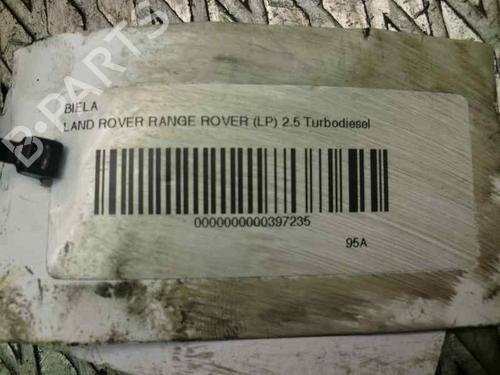 B-PARTS
BIELA
LAND ROVER RANGE ROVER (LP) 2.5 Turbodiesel
0000000000397235
95A